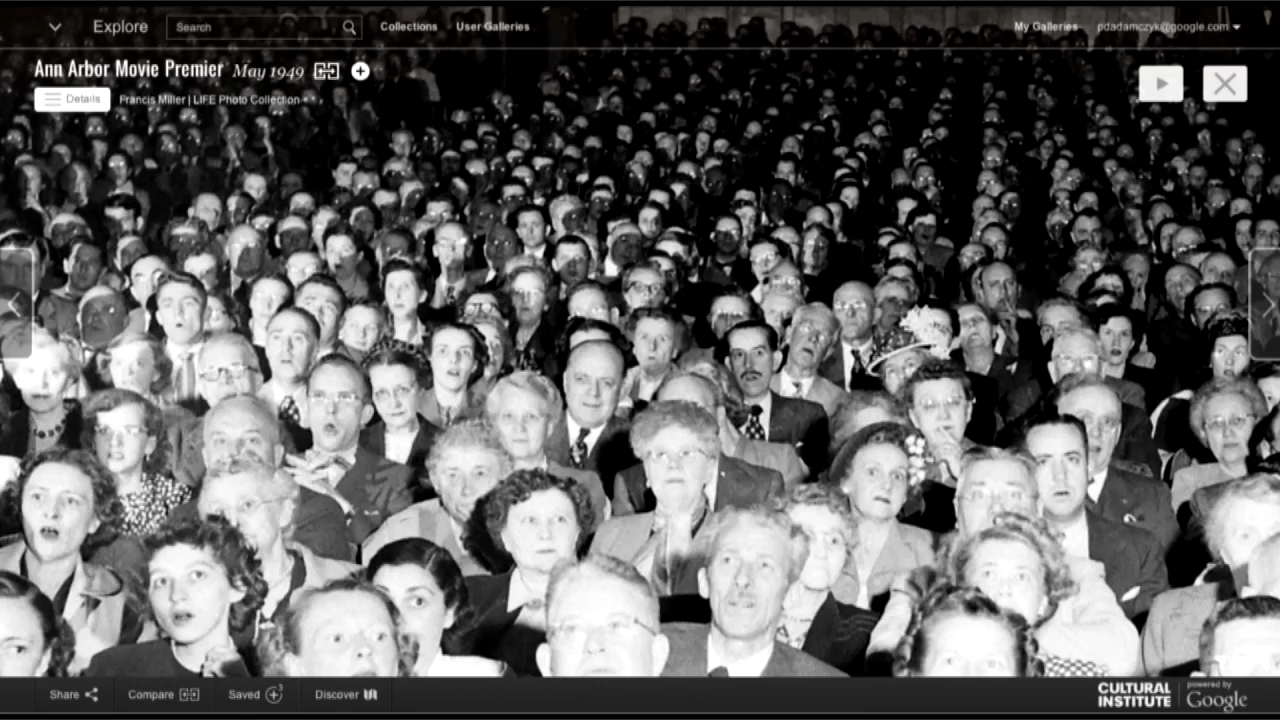 Explore Search Collections User Galleries My Galleries pdadamczyk@google.com
Ann Arbor Movie Premier May 1949
Details Francis Miller | LIFE Photo Collection
Share Compare Saved 3 Discover
CULTURAL INSTITUTE powered by Google